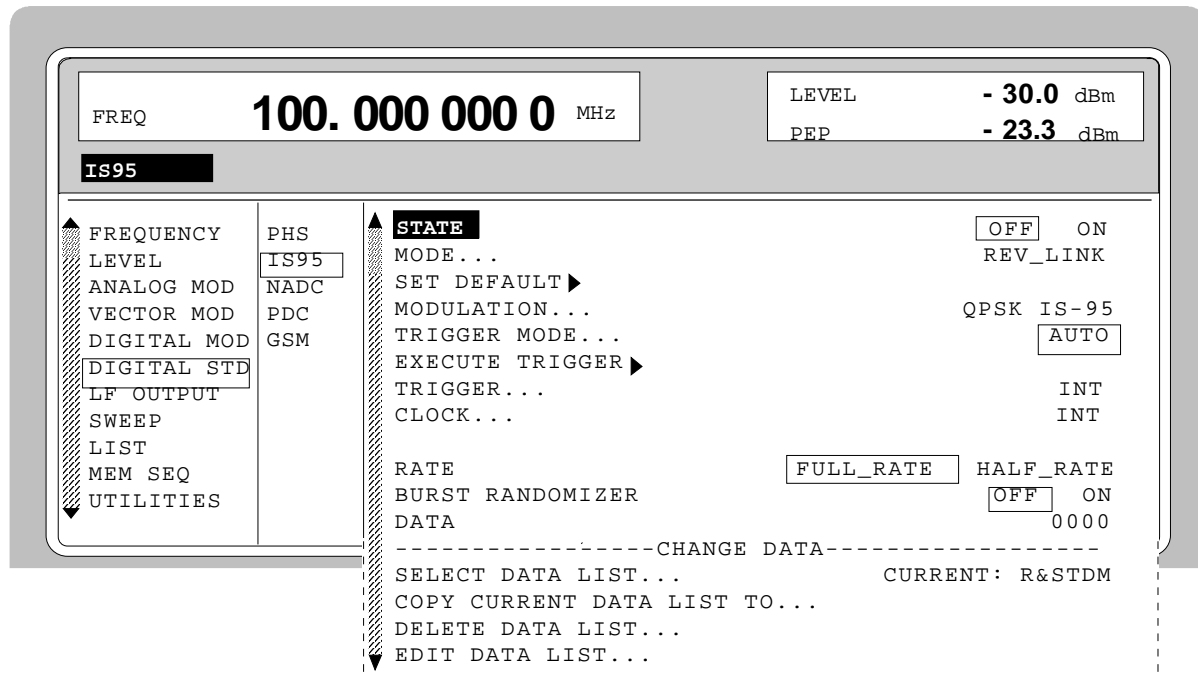 FREQ 100. 000 000 0 MHz
LEVEL - 30.0 dBm
PEP - 23.3 dBm
IS95
FREQUENCY
LEVEL
ANALOG MOD
VECTOR MOD
DIGITAL MOD
DIGITAL STD
LF OUTPUT
SWEEP
LIST
MEM SEQ
UTILITIES
PHS
IS95
NADC
PDC
GSM
STATE OFF ON
MODE... REV_LINK
SET DEFAULT
MODULATION... QPSK IS-95
TRIGGER MODE... AUTO
EXECUTE TRIGGER
TRIGGER... INT
CLOCK... INT
RATE FULL_RATE HALF_RATE
BURST RANDOMIZER OFF ON
DATA 0000
-----------------CHANGE DATA------------------
SELECT DATA LIST... CURRENT: R&STDM
COPY CURRENT DATA LIST TO...
DELETE DATA LIST...
EDIT DATA LIST...